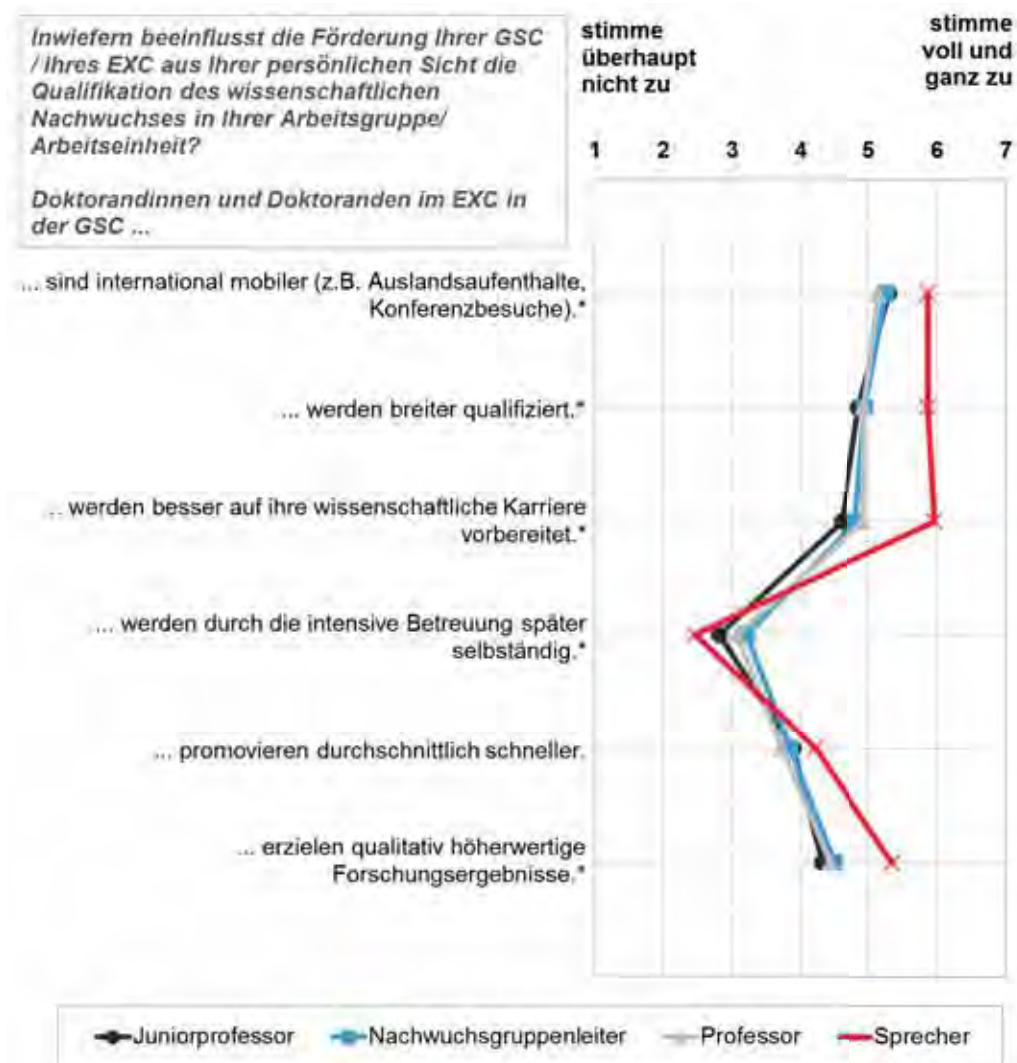 Inwiefern beeinflusst die Förderung Ihrer GSC
/ Ihres EXC aus Ihrer persönlichen Sicht die
Qualifikation des wissenschaftlichen
Nachwuchses in Ihrer Arbeitsgruppe/
Arbeitseinheit?
Doktorandinnen und Doktoranden im EXC in
der GSC ...
stimme
überhaupt
nicht zu
stimme
voll und
ganz zu
1 2 3 4 5 6 7
... sind international mobiler (z.B. Auslandsaufenthalte,
Konferenzbesuche).*
... werden breiter qualifiziert.*
... werden besser auf ihre wissenschaftliche Karriere
vorbereitet.*
... werden durch die intensive Betreuung später
selbständig.*
... promovieren durchschnittlich schneller.
... erzielen qualitativ höherwertige
Forschungsergebnisse.*
Juniorprofessor Nachwuchsgruppenleiter Professor Sprecher